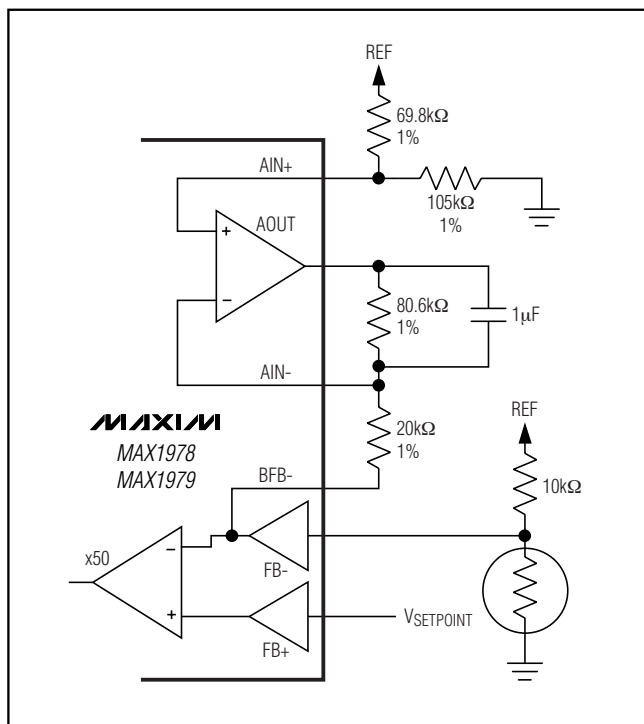 REF
69.8kΩ
1%
AIN+
105kΩ
1%
AOUT
+
−
80.6kΩ
1%
1µF
AIN-
MAXIM
MAX1978
MAX1979
20kΩ
1%
REF
10kΩ
BFB-
x50
−
FB-
+
VSETPOINT
FB+